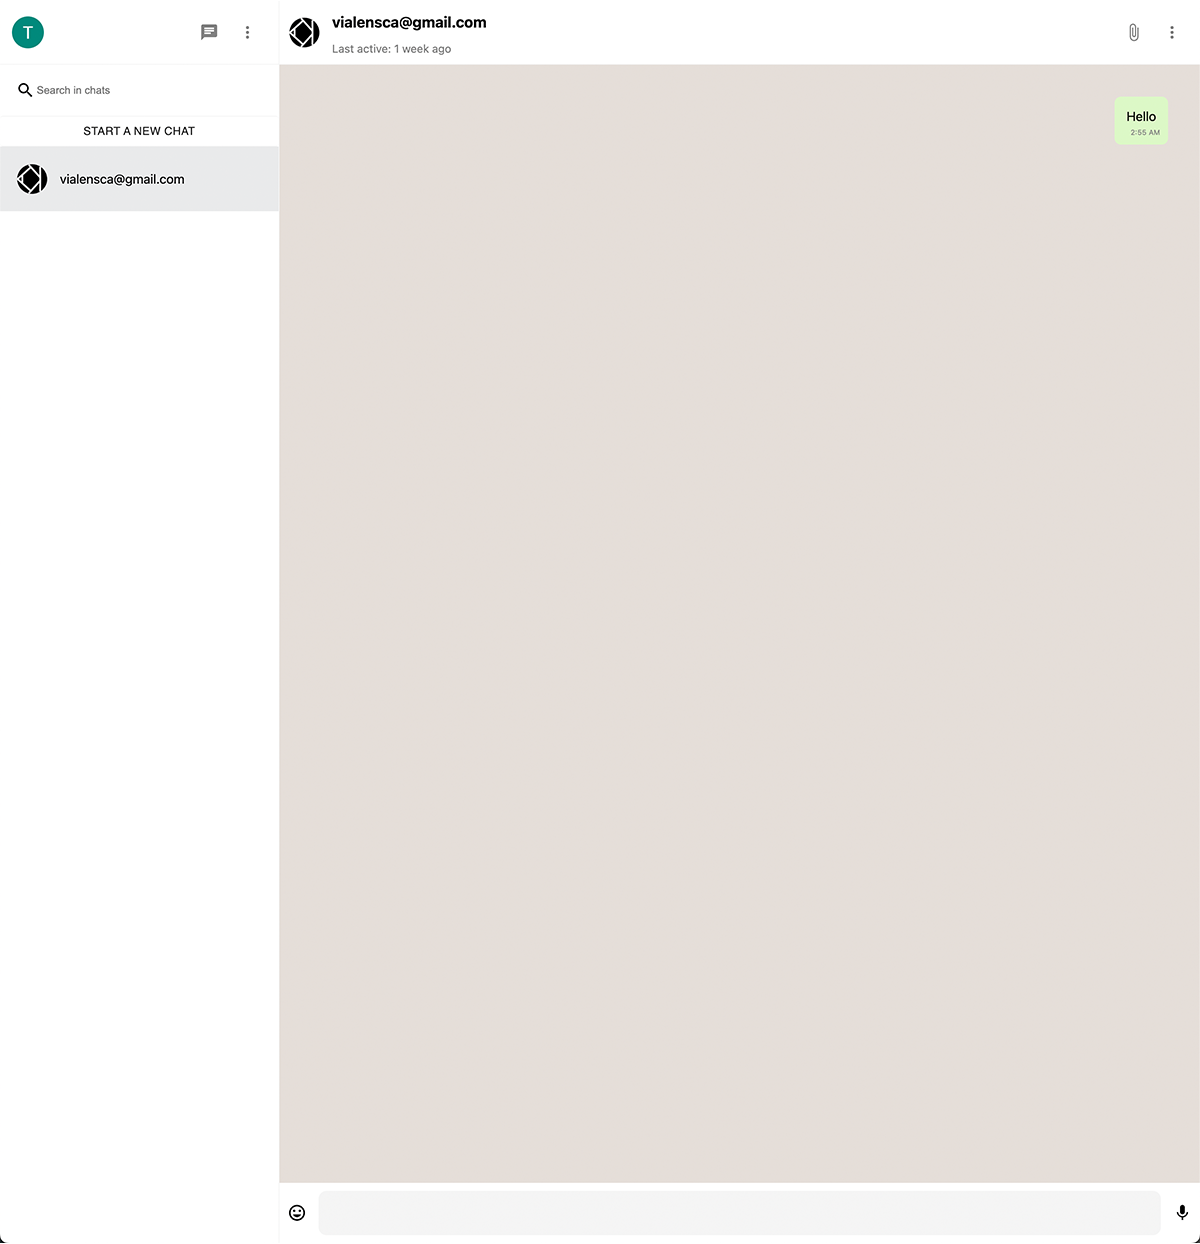 T
Search in chats
START A NEW CHAT
vialensca@gmail.com
vialensca@gmail.com
Last active: 1 week ago
Hello
2:55 AM